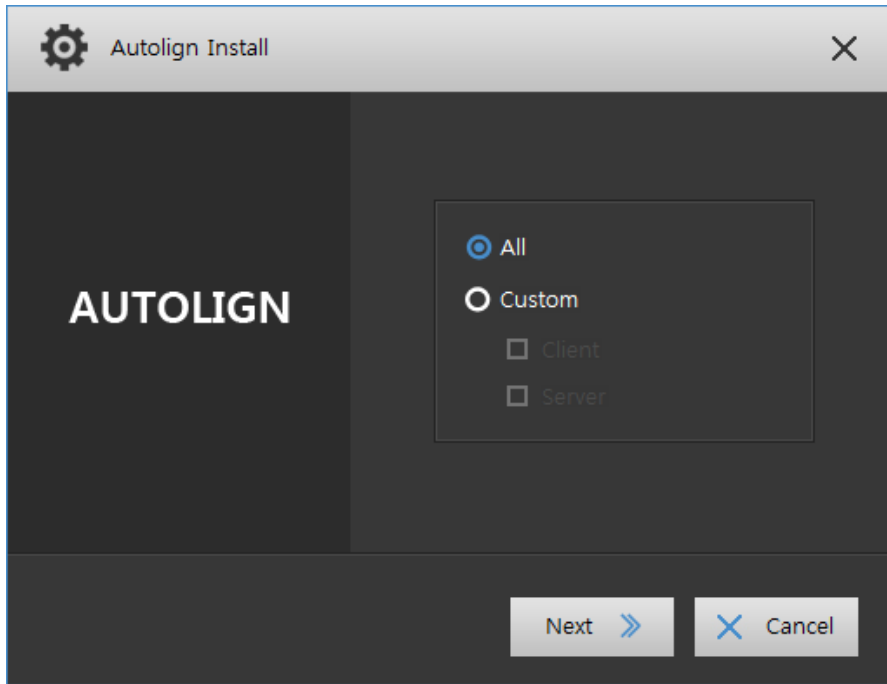 Autolign Install
AUTOLIGN
All
Custom
Client
Server
Next
Cancel